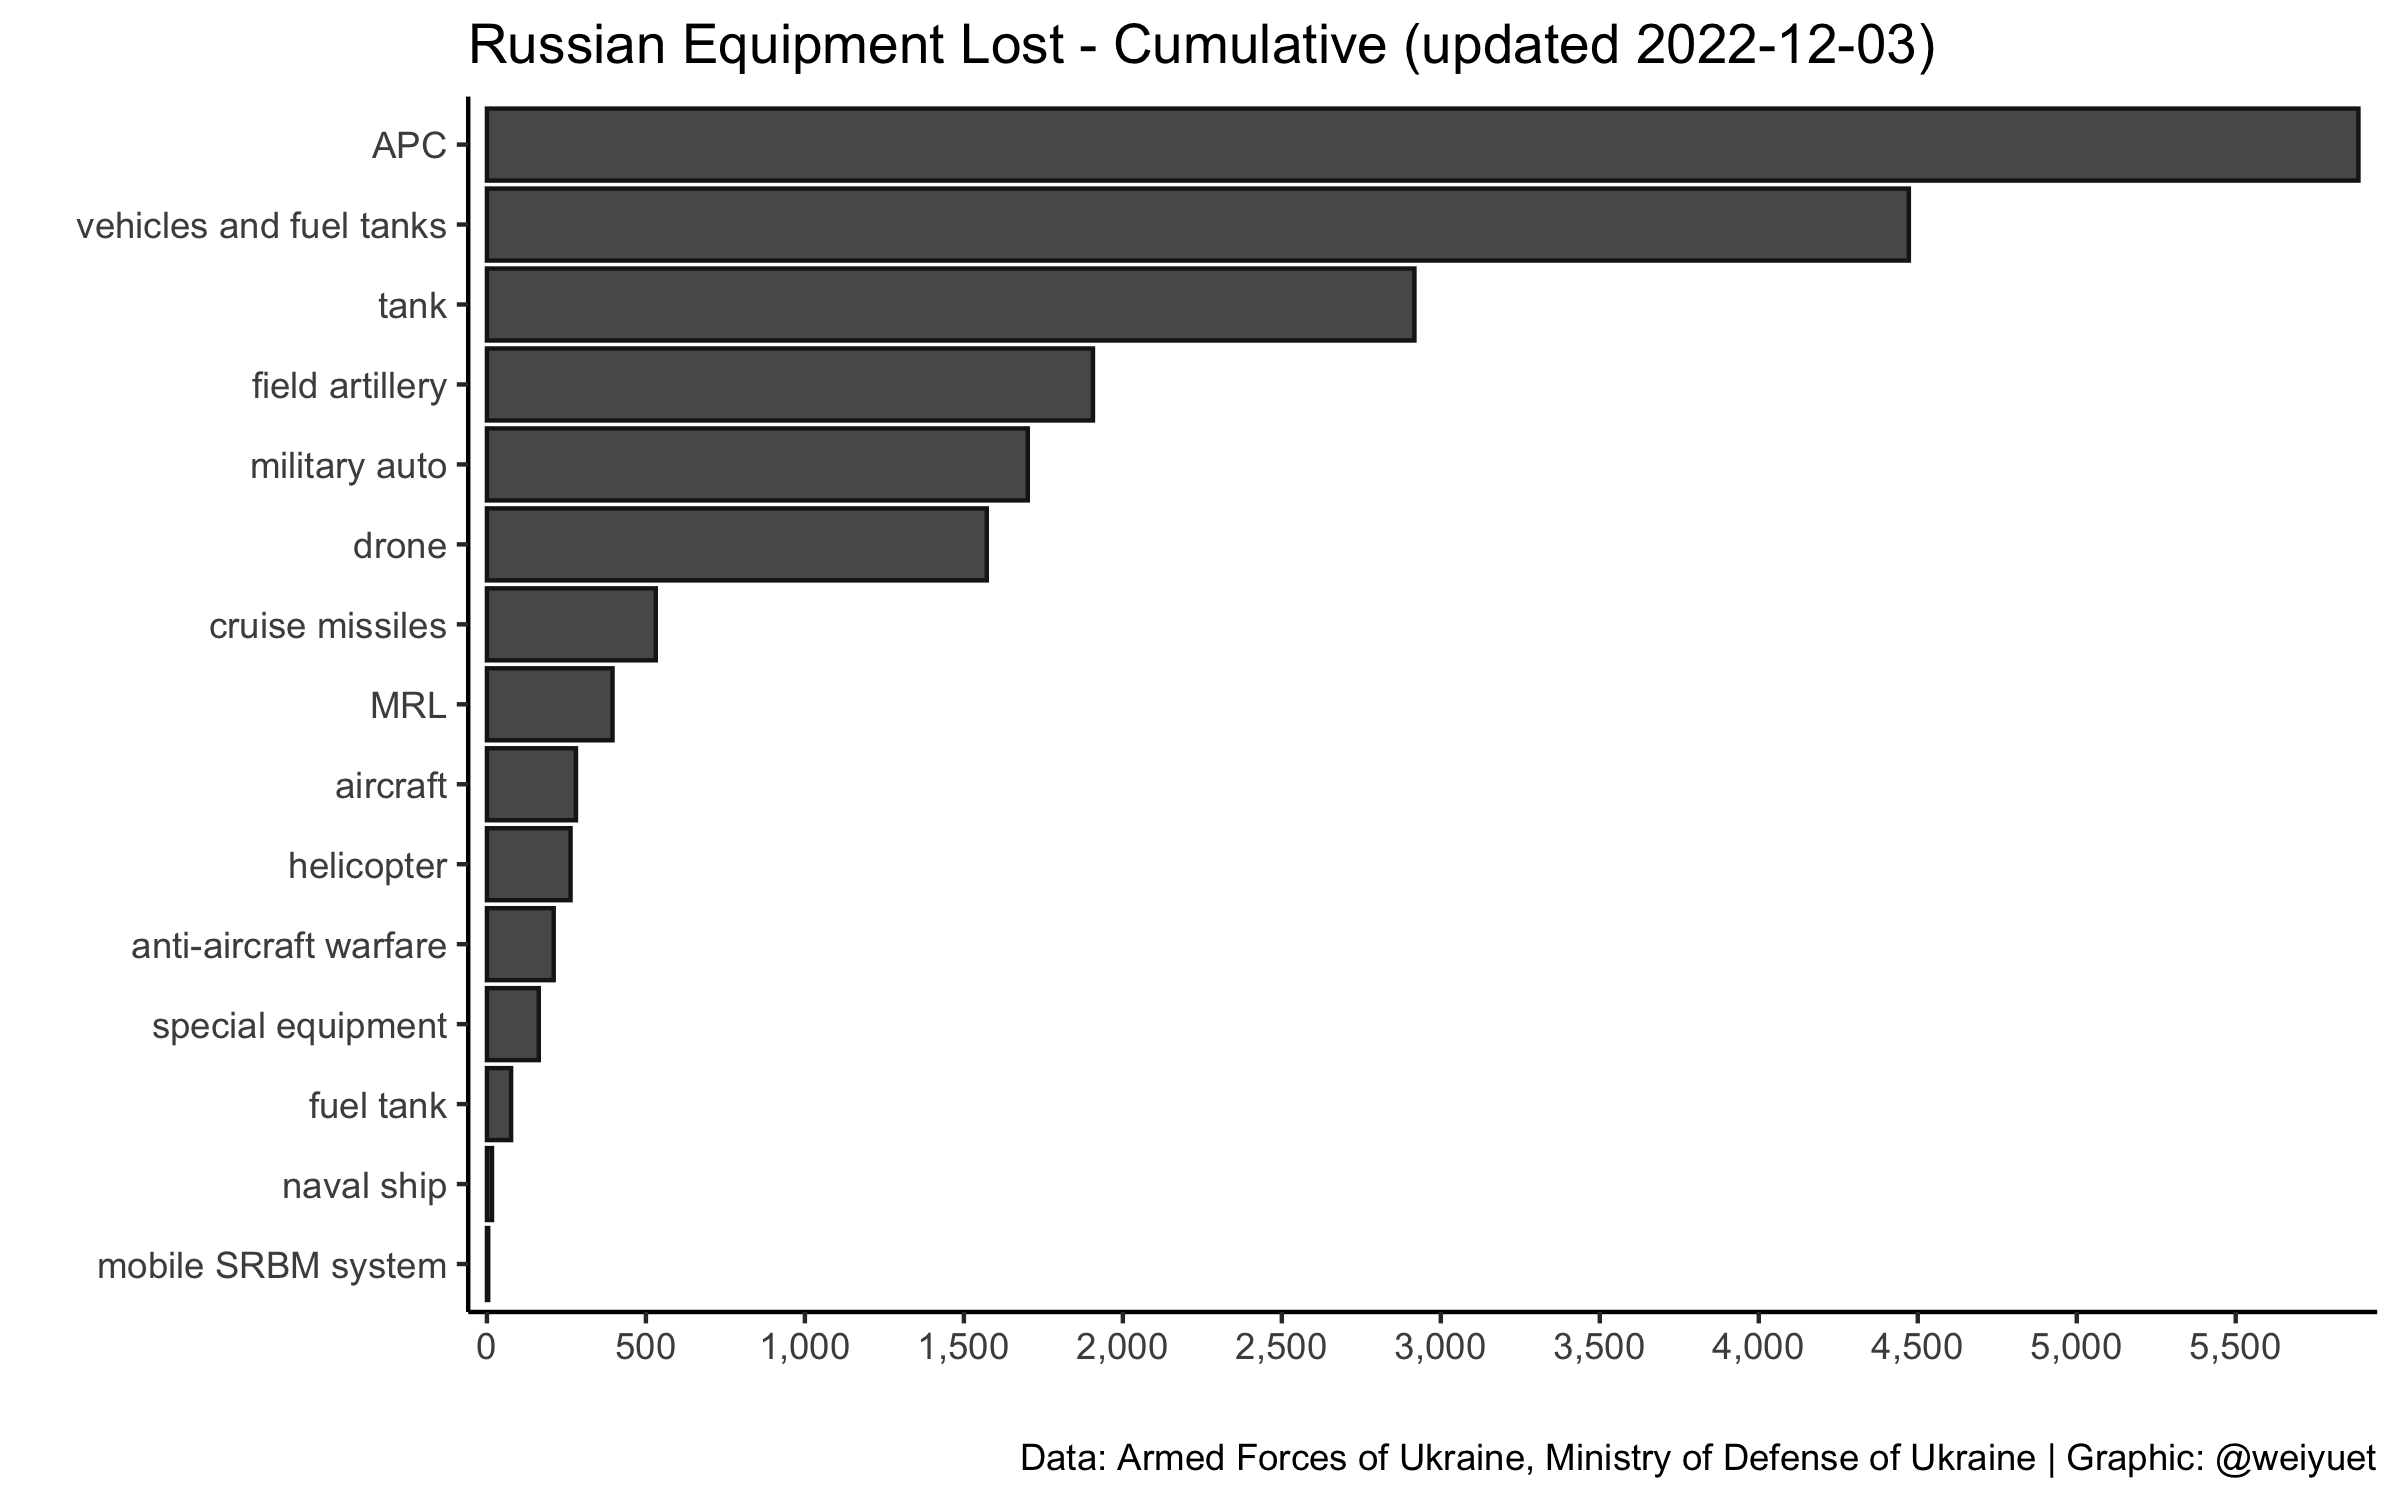 Russian Equipment Lost - Cumulative (updated 2022-12-03)
APC
vehicles and fuel tanks
tank
field artillery
military auto
drone
cruise missiles
MRL
aircraft
helicopter
anti-aircraft warfare
special equipment
fuel tank
naval ship
mobile SRBM system
0 500 1,000 1,500 2,000 2,500 3,000 3,500 4,000 4,500 5,000 5,500
Data: Armed Forces of Ukraine, Ministry of Defense of Ukraine | Graphic: @weiyuet